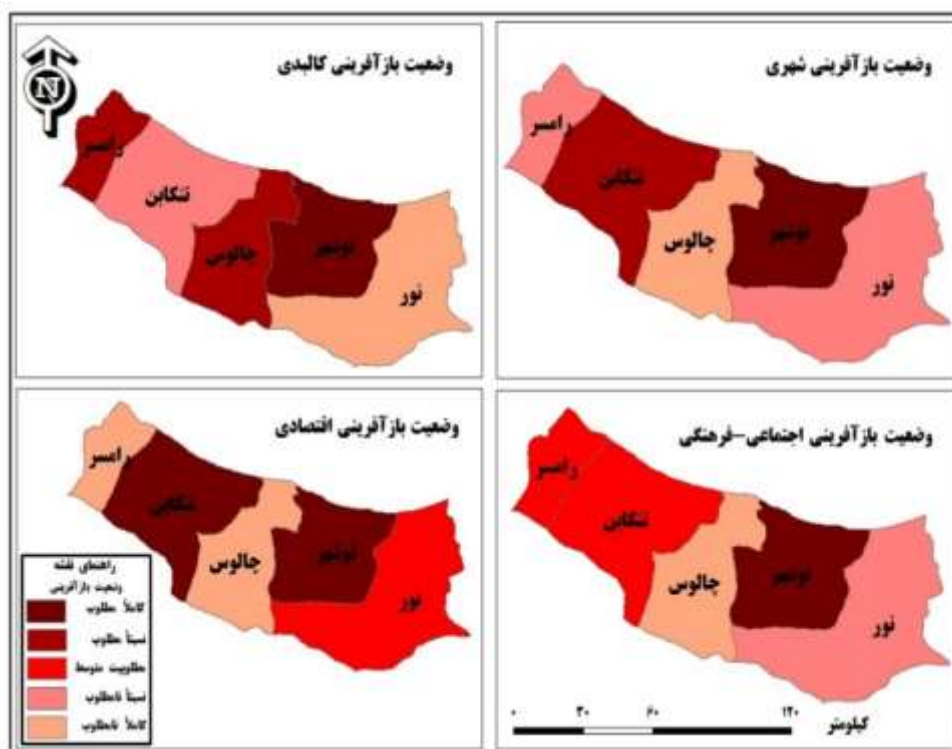 وضعیت بازآفرینی شهری
رامسر
تنکابن
چالوس
نوشهر
نور
وضعیت بازآفرینی کالبدی
N
رامسر
تنکابن
چالوس
نوشهر
نور
وضعیت بازآفرینی اجتماعی-فرهنگی
رامسر
تنکابن
چالوس
نوشهر
نور
۰ ۳۰ ۶۰ ۱۲۰
کیلومتر
وضعیت بازآفرینی اقتصادی
رامسر
تنکابن
چالوس
نوشهر
نور
راهنمای نقشه
وضعیت بازآفرینی
کاملاً مطلوب
نسبتاً مطلوب
مطلوبیت متوسط
نسبتاً نامطلوب
کاملاً نامطلوب